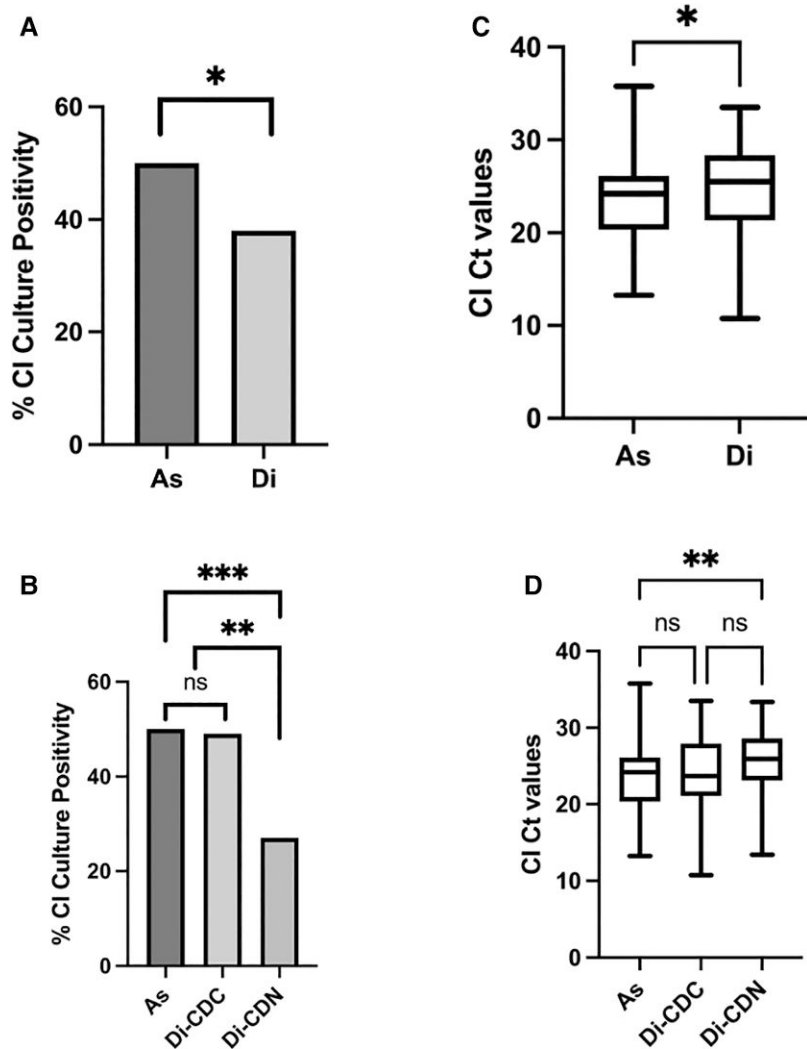 A
*
60
40
20
0
% CI Culture Positivity
As Di
C
*
40
30
20
10
0
CI Ct values
As Di
B
***
**
ns
60
40
20
0
% CI Culture Positivity
As Di-CDC Di-CDN
D
**
ns ns
40
30
20
10
0
CI Ct values
As Di-CDC Di-CDN